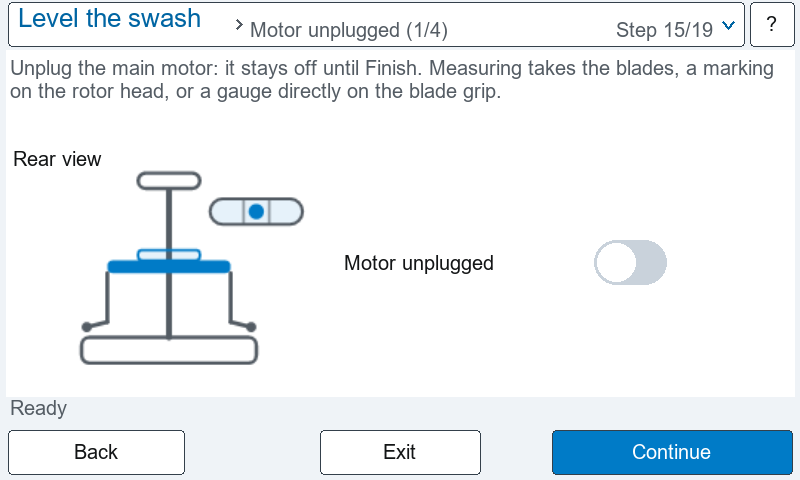 Level the swash
Motor unplugged (1/4)
Step 15/19
?
Unplug the main motor: it stays off until Finish. Measuring takes the blades, a marking
on the rotor head, or a gauge directly on the blade grip.
Rear view
Motor unplugged
Ready
Back
Exit
Continue